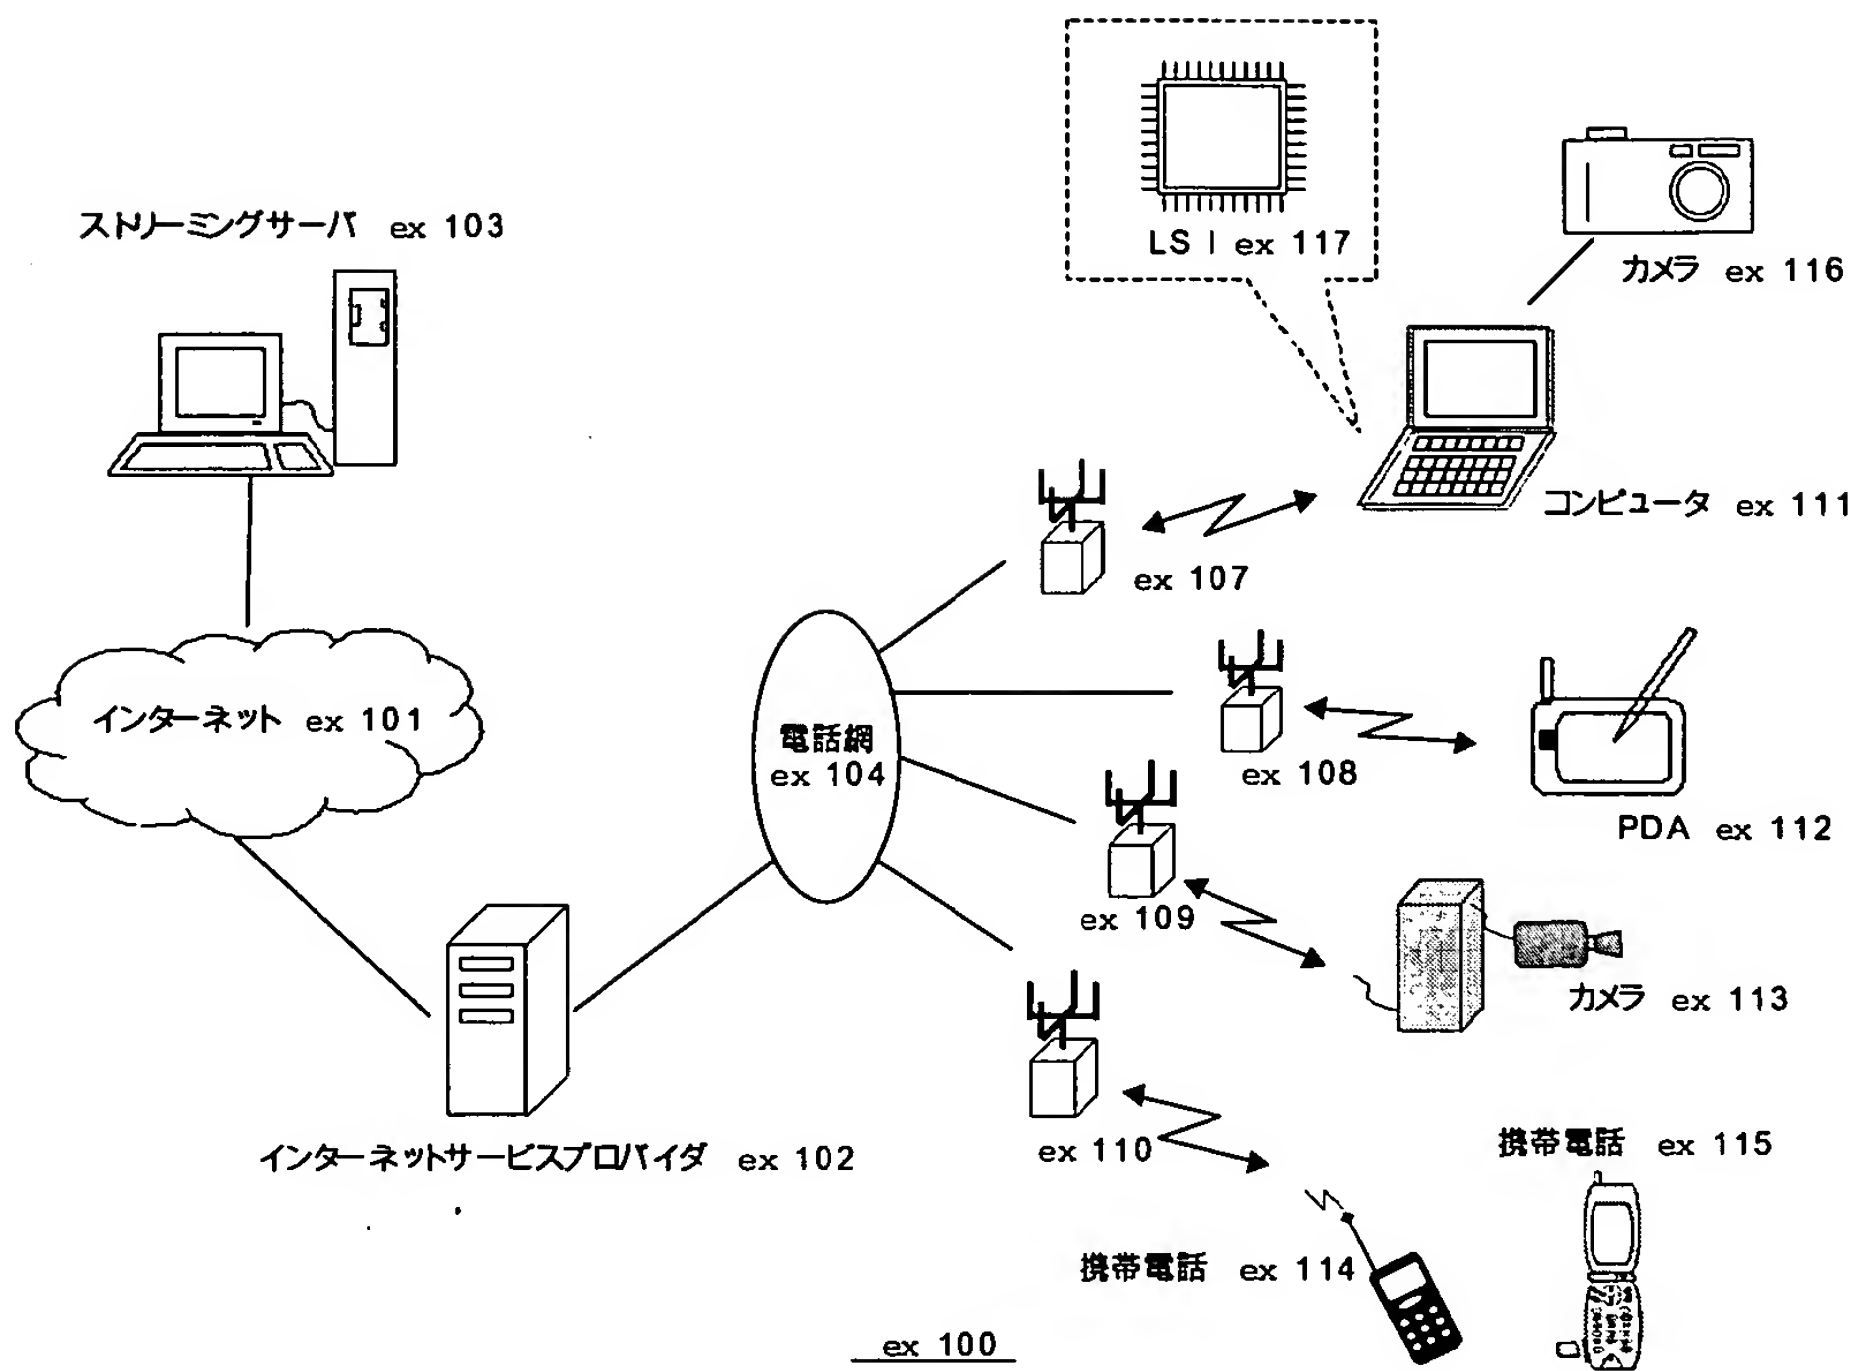 LSI ex 117
ストリーミングサーバ ex 103
カメラ ex 116
コンピュータ ex 111
ex 107
インターネット ex 101
電話網
ex 104
ex 108
PDA ex 112
ex 109
カメラ ex 113
インターネットサービスプロバイダ ex 102
ex 110
携帯電話 ex 115
携帯電話 ex 114
ex 100